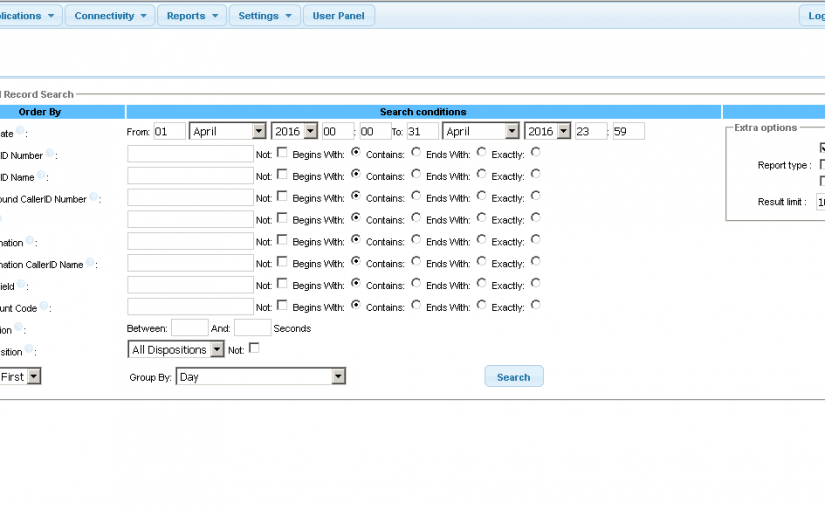 lications Connectivity Reports Settings User Panel Log
l Record Search
Order By Search conditions
ate : From: 01 April 2016 00 : 00 To: 31 April 2016 23 : 59 Extra options
ID Number : Not: Begins With: Contains: Ends With: Exactly:
ID Name : Not: Begins With: Contains: Ends With: Exactly: Report type :
ound CallerID Number : Not: Begins With: Contains: Ends With: Exactly: Result limit : 10
Not: Begins With: Contains: Ends With: Exactly:
nation : Not: Begins With: Contains: Ends With: Exactly:
nation CallerID Name : Not: Begins With: Contains: Ends With: Exactly:
ield : Not: Begins With: Contains: Ends With: Exactly:
unt Code : Not: Begins With: Contains: Ends With: Exactly:
ion : Between: And: Seconds
sition : All Dispositions Not:
First Group By: Day Search